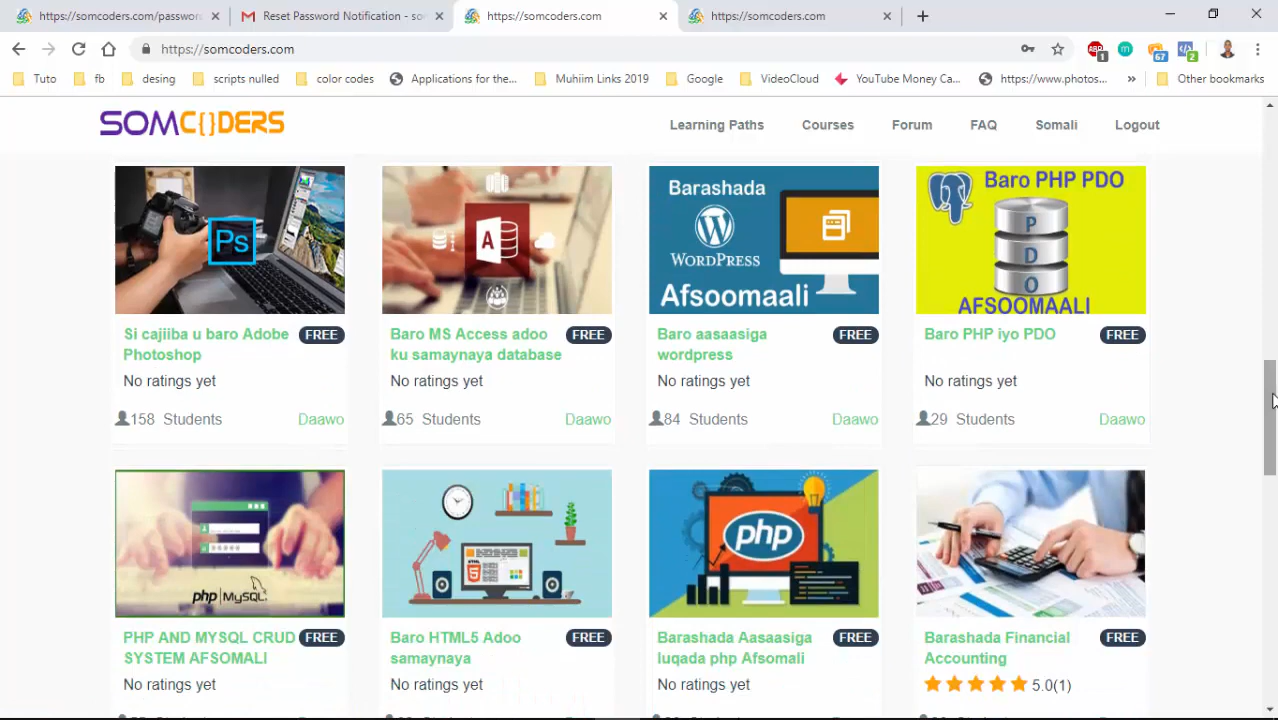 https://somcoders.com/passwor
Reset Password Notification - som
https://somcoders.com
https://somcoders.com
https://somcoders.com
Tuto
fb
desing
scripts nulled
color codes
Applications for the...
Muhiim Links 2019
Google
VideoCloud
YouTube Money Ca...
https://www.photos...
Other bookmarks
SOMC{}DERS
Learning Paths
Courses
Forum
FAQ
Somali
Logout
Ps
A
Barashada
WORDPRESS
Afsoomaali
Baro PHP PDO
P
D
O
AFSOOMAALI
Si cajiiba u baro Adobe
Photoshop
FREE
No ratings yet
158 Students
Daawo
Baro MS Access adoo
ku samaynaya database
FREE
No ratings yet
65 Students
Daawo
Baro aasaasiga
wordpress
FREE
No ratings yet
84 Students
Daawo
Baro PHP iyo PDO
FREE
No ratings yet
29 Students
Daawo
php MySQL
HTML
5
php
PHP AND MYSQL CRUD
SYSTEM AFSOMALI
FREE
No ratings yet
Baro HTML5 Adoo
samaynaya
FREE
No ratings yet
Barashada Aasaasiga
luqada php Afsomali
FREE
No ratings yet
Barashada Financial
Accounting
FREE
5.0(1)